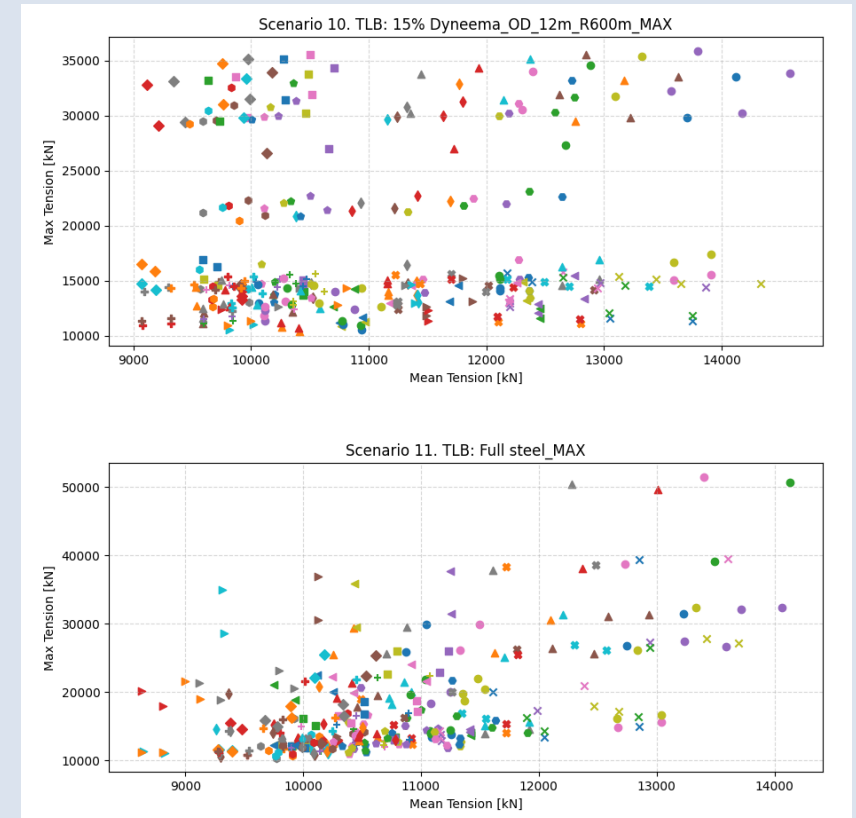 Scenario 10. TLB: 15% Dyneema_OD_12m_R600m_MAX
Max Tension [kN]
35000
30000
25000
20000
15000
10000
9000 10000 11000 12000 13000 14000
Mean Tension [kN]
Scenario 11. TLB: Full steel_MAX
Max Tension [kN]
50000
40000
30000
20000
10000
9000 10000 11000 12000 13000 14000
Mean Tension [kN]